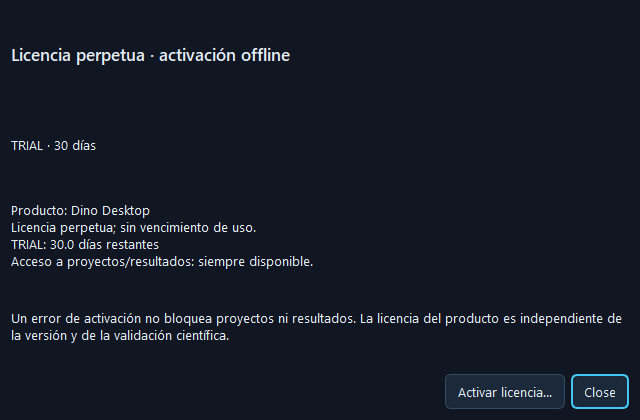 Licencia perpetua · activación offline
TRIAL · 30 días
Producto: Dino Desktop
Licencia perpetua; sin vencimiento de uso.
TRIAL: 30.0 días restantes
Acceso a proyectos/resultados: siempre disponible.
Un error de activación no bloquea proyectos ni resultados. La licencia del producto es independiente de
la versión y de la validación científica.
Activar licencia...
Close